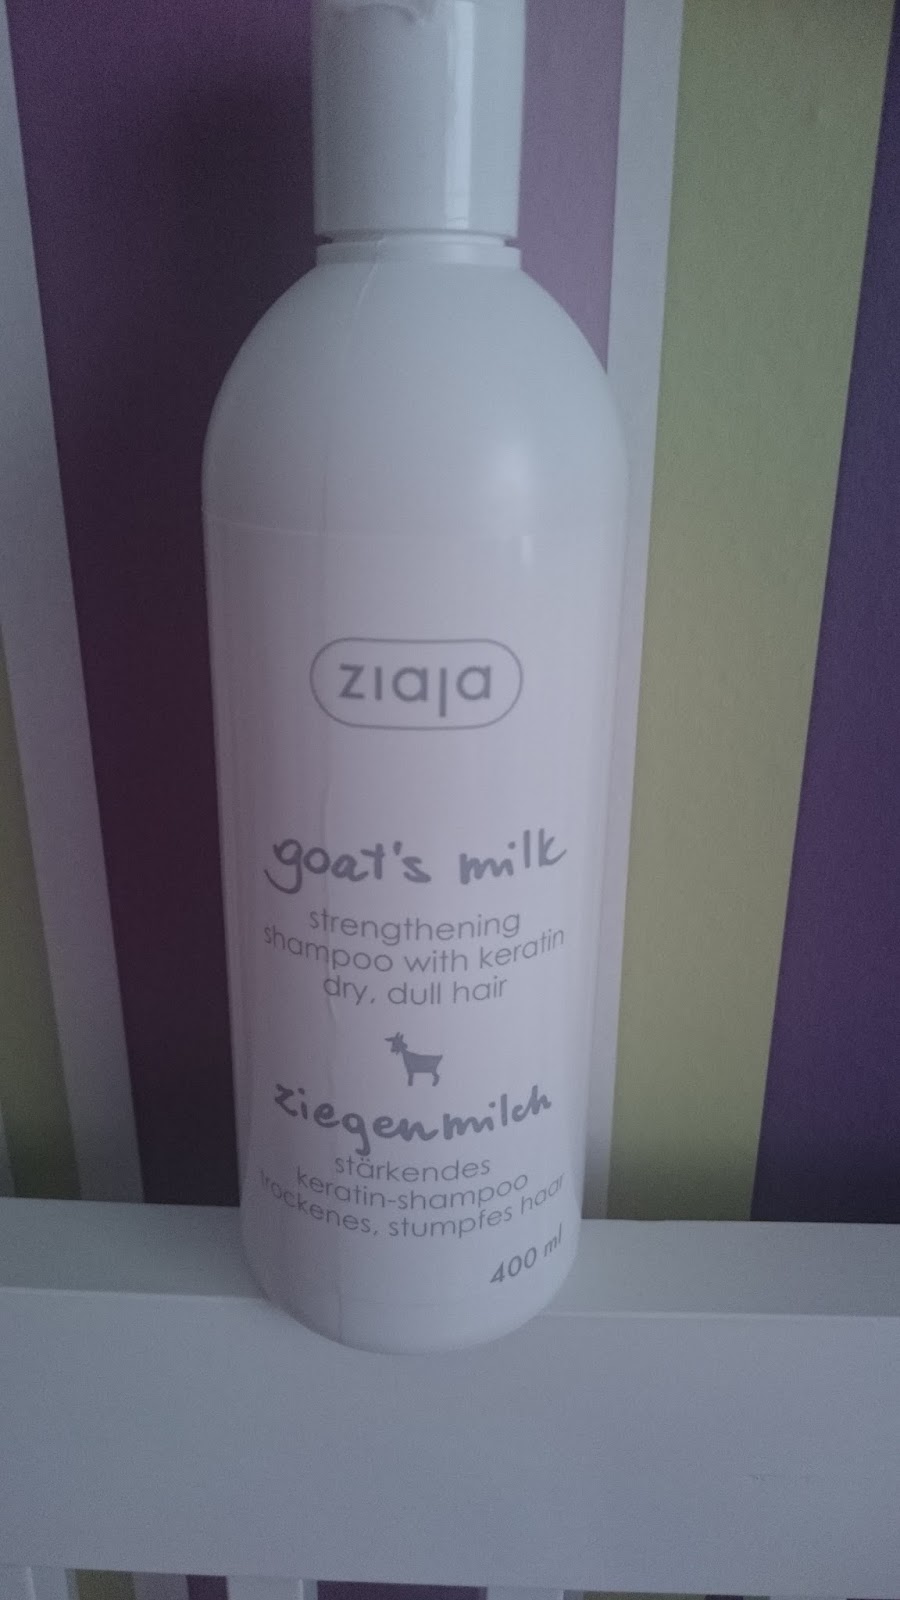 ziaja
goat's milk
strengthening
shampoo with keratin
dry, dull hair
ziegenmilch
stärkendes
keratin-shampoo
trockenes, stumpfes haar
400 ml